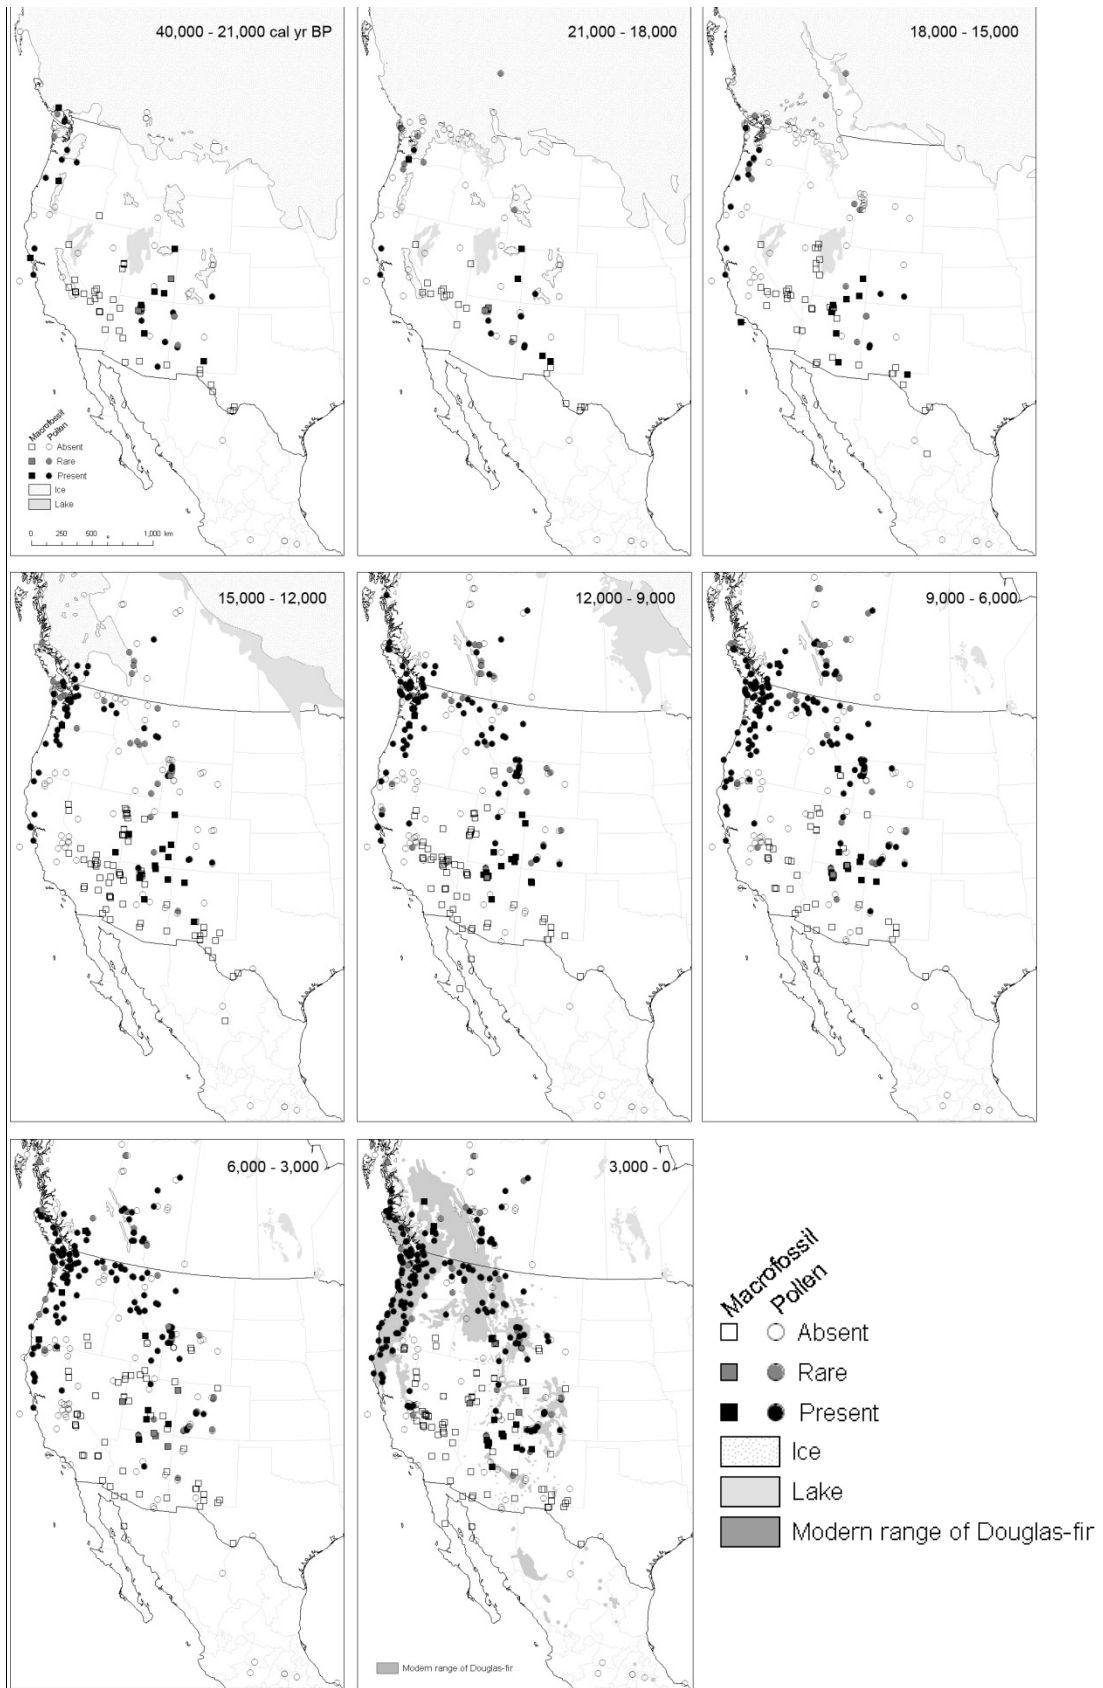 40,000 - 21,000 cal yr BP
21,000 - 18,000
18,000 - 15,000
Macrofossil
Pollen
Absent
Rare
Present
Ice
Lake
0 250 500 1,000 km
15,000 - 12,000
12,000 - 9,000
9,000 - 6,000
6,000 - 3,000
3,000 - 0
Macrofossil
Pollen
Absent
Rare
Present
Ice
Lake
Modern range of Douglas-fir
Modern range of Douglas-fir